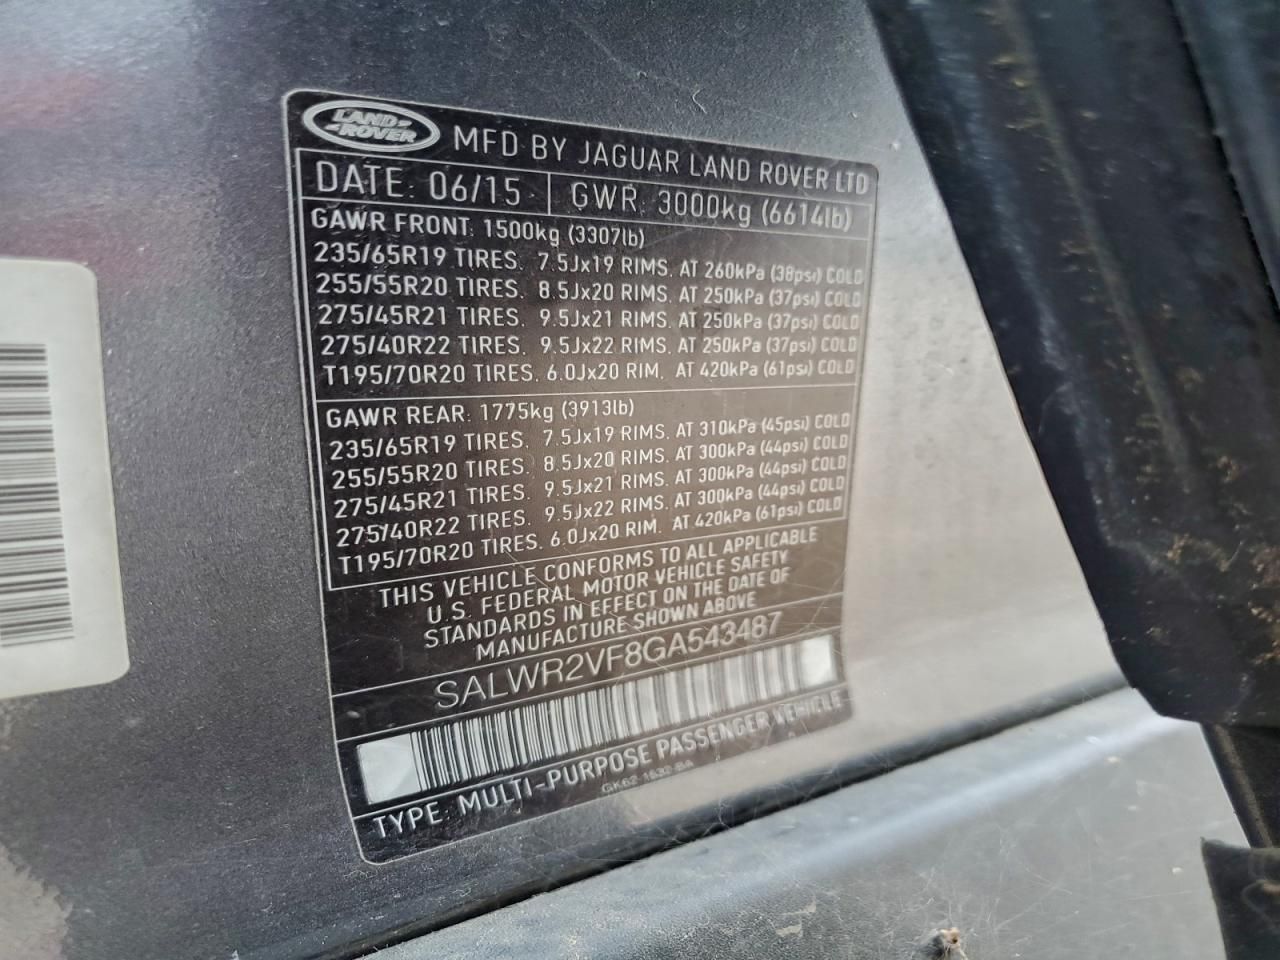 LAND ROVER
MFD BY JAGUAR LAND ROVER LTD
DATE: 06/15 GWR: 3000kg (6614lb)
GAWR FRONT: 1500kg (3307lb)
235/65R19 TIRES. 7.5Jx19 RIMS. AT 260kPa (38psi) COLD
255/55R20 TIRES. 8.5Jx20 RIMS. AT 250kPa (37psi) COLD
275/45R21 TIRES. 9.5Jx21 RIMS. AT 250kPa (37psi) COLD
275/40R22 TIRES. 9.5Jx22 RIMS. AT 250kPa (37psi) COLD
T195/70R20 TIRES. 6.0Jx20 RIM. AT 420kPa (61psi) COLD
GAWR REAR: 1775kg (3913lb)
235/65R19 TIRES. 7.5Jx19 RIMS. AT 310kPa (45psi) COLD
255/55R20 TIRES. 8.5Jx20 RIMS. AT 300kPa (44psi) COLD
275/45R21 TIRES. 9.5Jx21 RIMS. AT 300kPa (44psi) COLD
275/40R22 TIRES. 9.5Jx22 RIMS. AT 300kPa (44psi) COLD
T195/70R20 TIRES. 6.0Jx20 RIM. AT 420kPa (61psi) COLD
THIS VEHICLE CONFORMS TO ALL APPLICABLE
U.S. FEDERAL MOTOR VEHICLE SAFETY
STANDARDS IN EFFECT ON THE DATE OF
MANUFACTURE SHOWN ABOVE
SALWR2VF8GA543487
TYPE: MULTI-PURPOSE PASSENGER VEHICLE
GK62-1532-BA